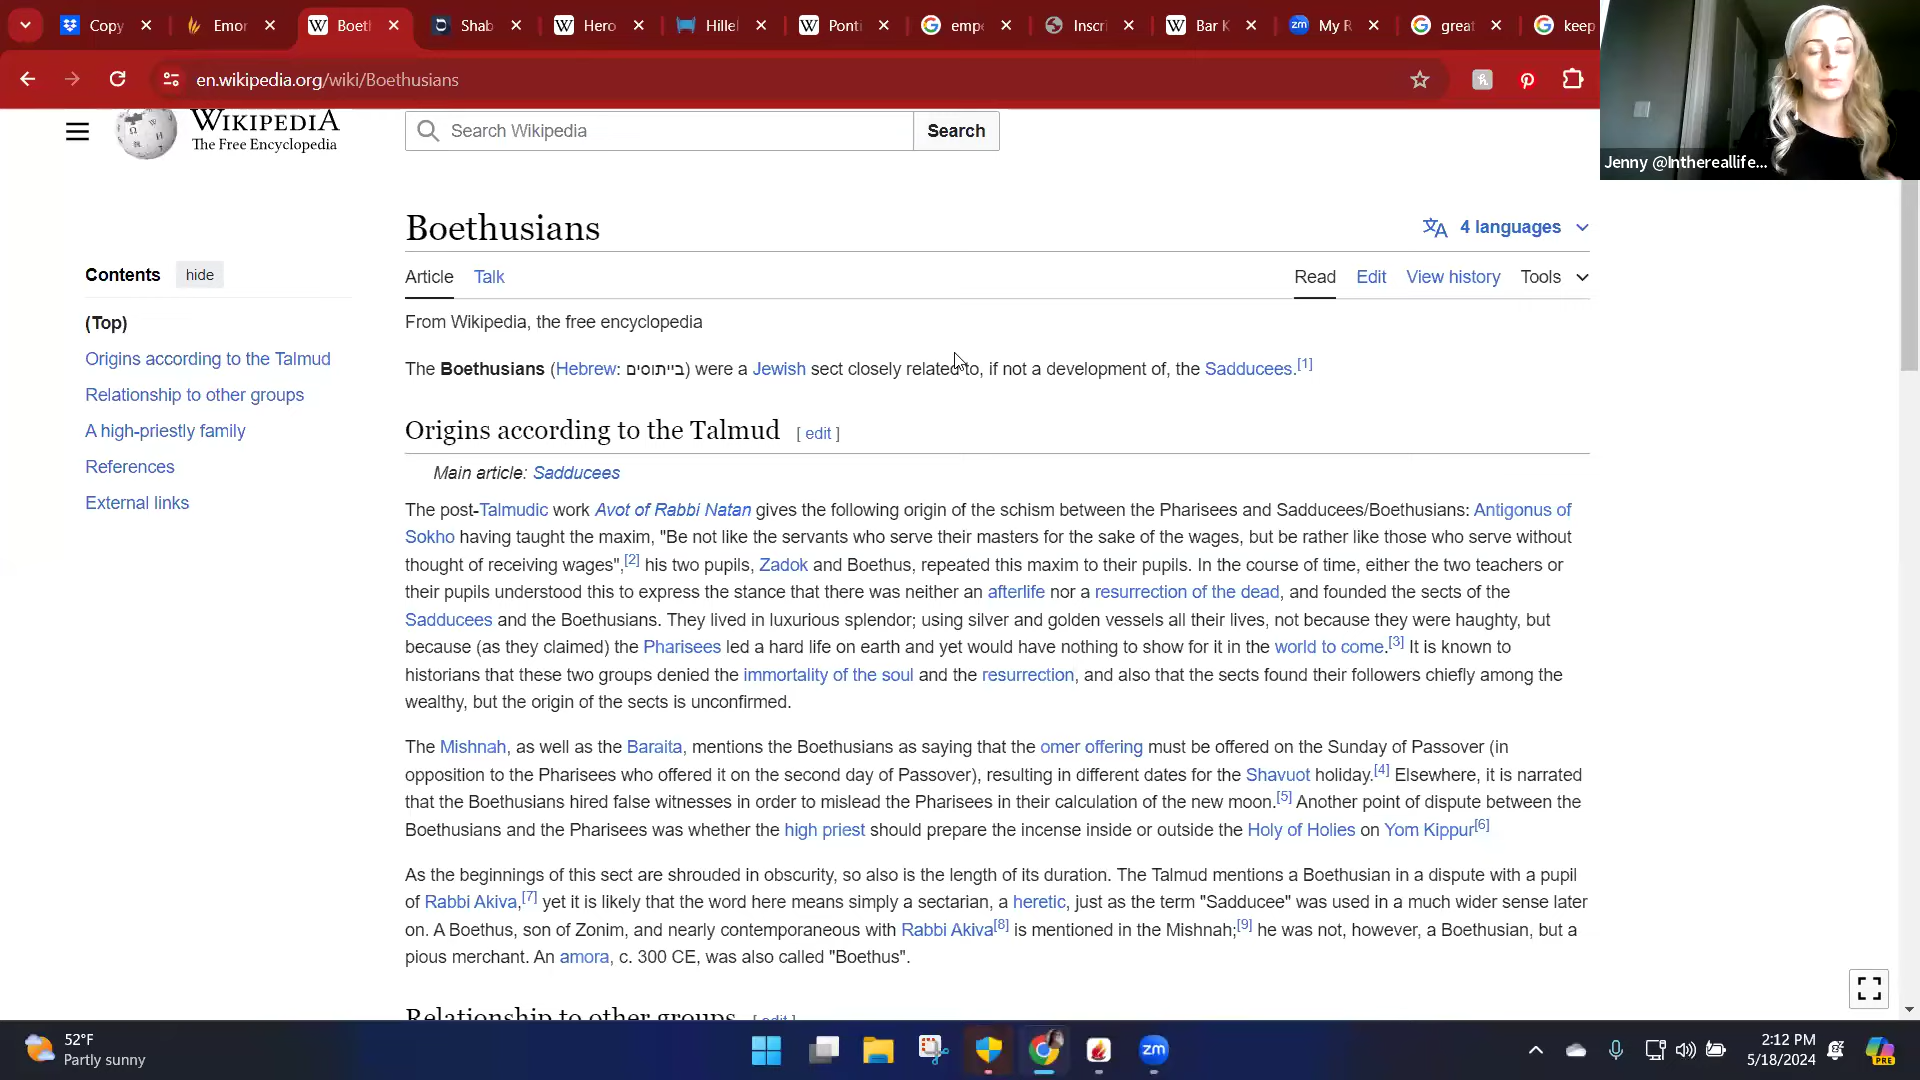 Copy
Emor
Boetl
Shab
Hero
Hillel
Ponti
emp
Inscri
Bar K
My R
great
keep
en.wikipedia.org/wiki/Boethusians
Jenny @Inthereallife...
WIKIPEDIA
The Free Encyclopedia
Search Wikipedia
Search
Boethusians
4 languages
Contents hide
(Top)
Origins according to the Talmud
Relationship to other groups
A high-priestly family
References
External links
Article Talk
Read Edit View history Tools
From Wikipedia, the free encyclopedia
The Boethusians (Hebrew: בייתוסים) were a Jewish sect closely related to, if not a development of, the Sadducees.[1]
Origins according to the Talmud [ edit ]
Main article: Sadducees
The post-Talmudic work Avot of Rabbi Natan gives the following origin of the schism between the Pharisees and Sadducees/Boethusians: Antigonus of
Sokho having taught the maxim, "Be not like the servants who serve their masters for the sake of the wages, but be rather like those who serve without
thought of receiving wages",[2] his two pupils, Zadok and Boethus, repeated this maxim to their pupils. In the course of time, either the two teachers or
their pupils understood this to express the stance that there was neither an afterlife nor a resurrection of the dead, and founded the sects of the
Sadducees and the Boethusians. They lived in luxurious splendor; using silver and golden vessels all their lives, not because they were haughty, but
because (as they claimed) the Pharisees led a hard life on earth and yet would have nothing to show for it in the world to come.[3] It is known to
historians that these two groups denied the immortality of the soul and the resurrection, and also that the sects found their followers chiefly among the
wealthy, but the origin of the sects is unconfirmed.
The Mishnah, as well as the Baraita, mentions the Boethusians as saying that the omer offering must be offered on the Sunday of Passover (in
opposition to the Pharisees who offered it on the second day of Passover), resulting in different dates for the Shavuot holiday.[4] Elsewhere, it is narrated
that the Boethusians hired false witnesses in order to mislead the Pharisees in their calculation of the new moon.[5] Another point of dispute between the
Boethusians and the Pharisees was whether the high priest should prepare the incense inside or outside the Holy of Holies on Yom Kippur[6]
As the beginnings of this sect are shrouded in obscurity, so also is the length of its duration. The Talmud mentions a Boethusian in a dispute with a pupil
of Rabbi Akiva,[7] yet it is likely that the word here means simply a sectarian, a heretic, just as the term "Sadducee" was used in a much wider sense later
on. A Boethus, son of Zonim, and nearly contemporaneous with Rabbi Akiva[8] is mentioned in the Mishnah;[9] he was not, however, a Boethusian, but a
pious merchant. An amora, c. 300 CE, was also called "Boethus".
Relationship to other groups [ edit ]
52°F
Partly sunny
zm
2:12 PM
5/18/2024
PRE